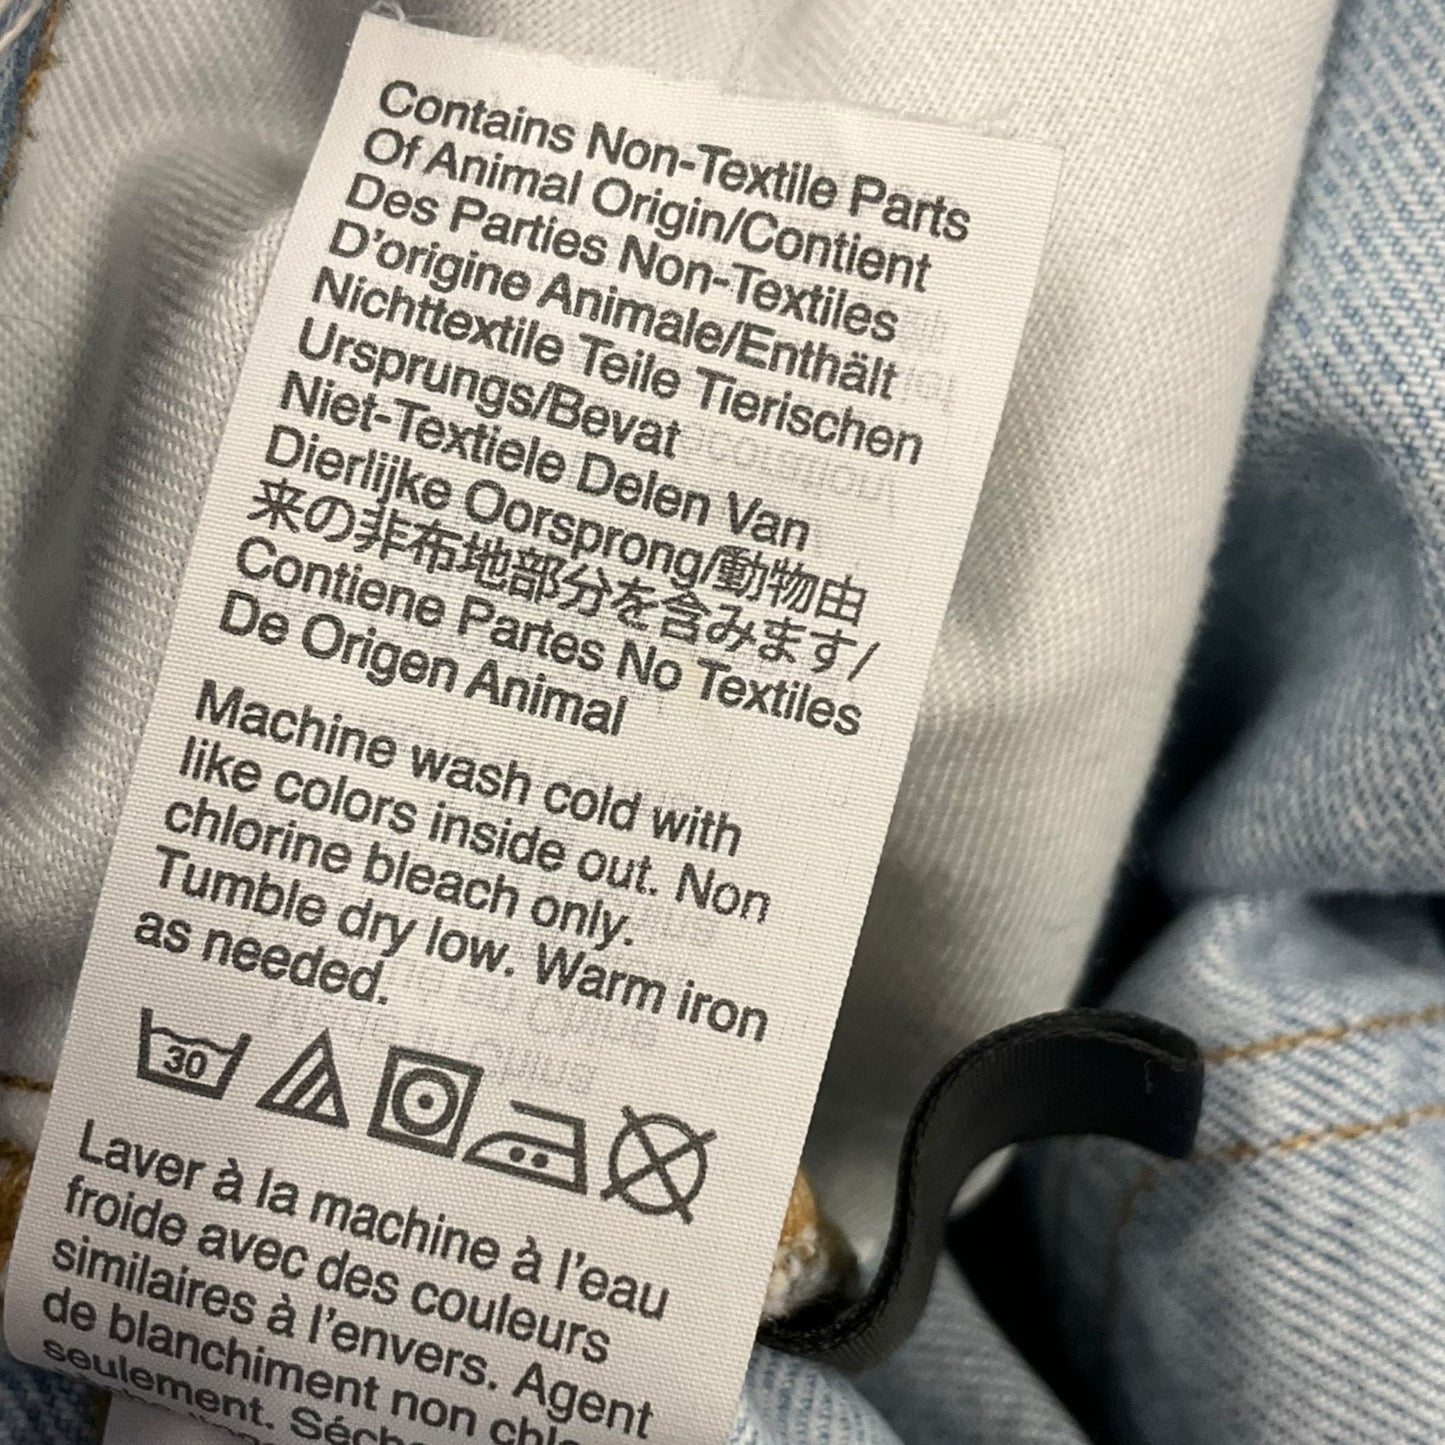 Contains Non-Textile Parts
Of Animal Origin/Contient
Des Parties Non-Textiles
D'origine Animale/Enthält
Nichttextile Teile Tierischen
Ursprungs/Bevat
Niet-Textiele Delen Van
Dierlijke Oorsprong/動物由
来の非布地部分を含みます/
Contiene Partes No Textiles
De Origen Animal
Machine wash cold with
like colors inside out. Non
chlorine bleach only.
Tumble dry low. Warm iron
as needed.
30
Laver à la machine à l'eau
froide avec des couleurs
similaires à l'envers. Agent
de blanchiment non
seulement.